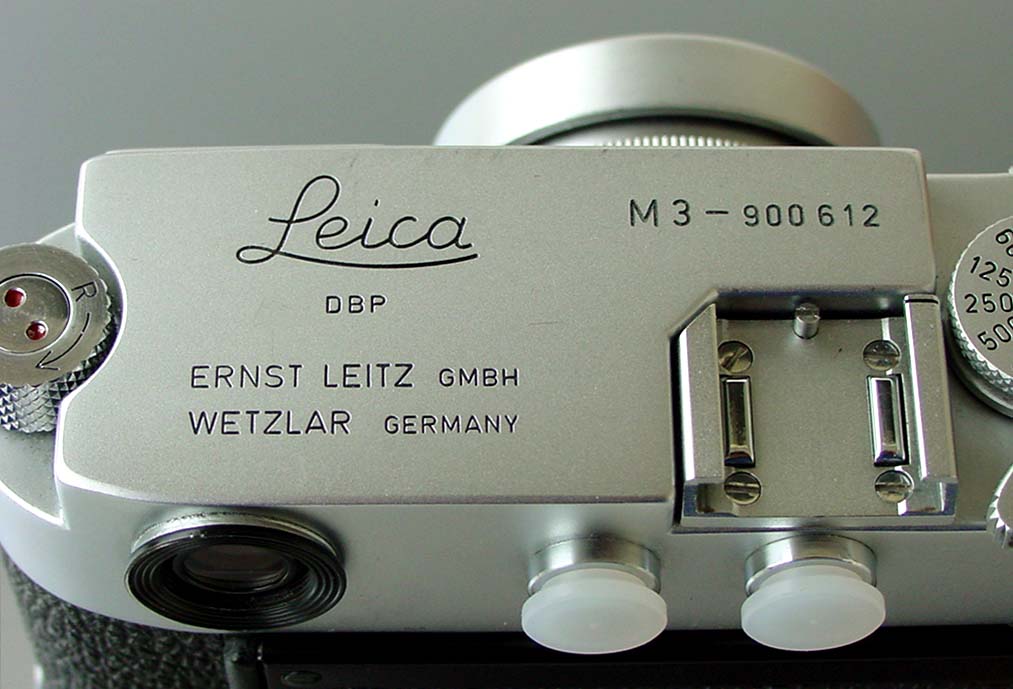 Leica
M3-900612
DBP
ERNST LEITZ GMBH
WETZLAR GERMANY
R
125
250
500